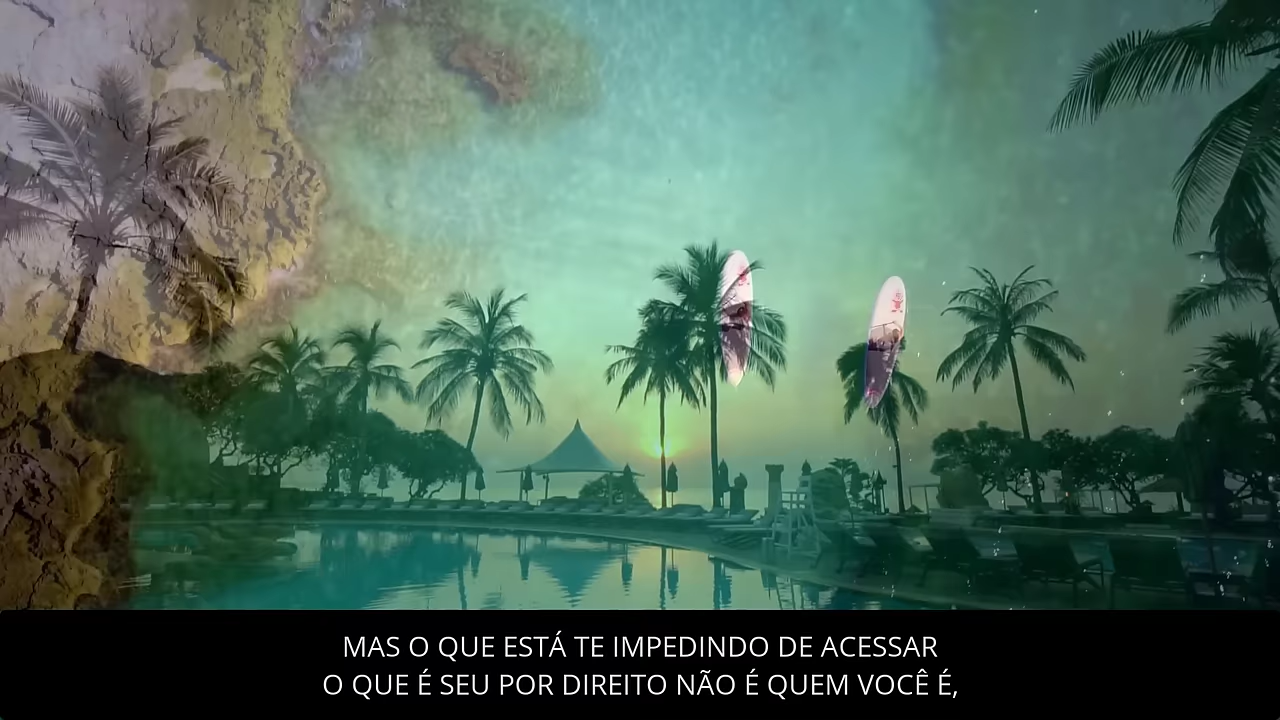 MAS O QUE ESTÁ TE IMPEDINDO DE ACESSAR
O QUE É SEU POR DIREITO NÃO É QUEM VOCÊ É,